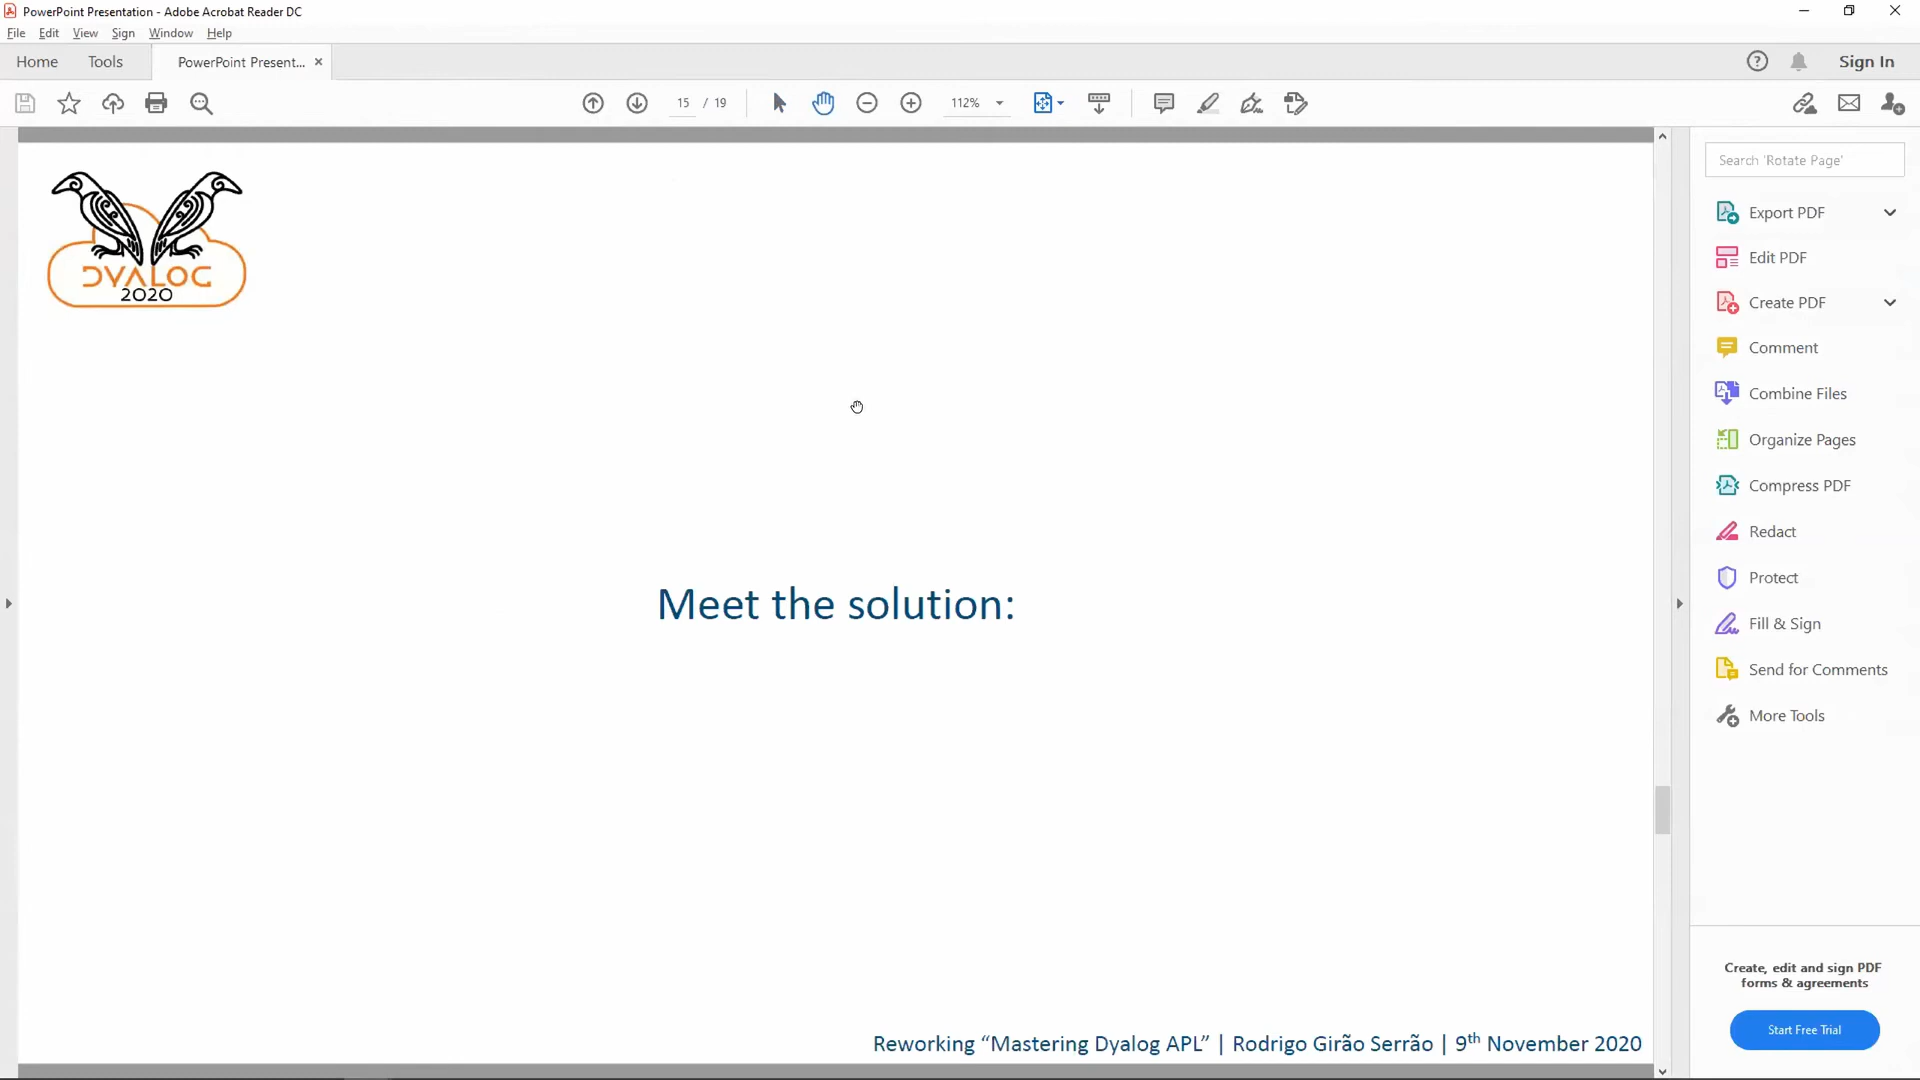 PowerPoint Presentation - Adobe Acrobat Reader DC
File Edit View Sign Window Help
Home Tools PowerPoint Present... Sign In
15 / 19 112%
Search 'Rotate Page'
Export PDF
Edit PDF
Create PDF
Comment
Combine Files
Organize Pages
Compress PDF
Redact
Protect
Fill & Sign
Send for Comments
More Tools
DYALOG
2020
Meet the solution:
Create, edit and sign PDF
forms & agreements
Start Free Trial
Reworking “Mastering Dyalog APL” | Rodrigo Girão Serrão | 9th November 2020